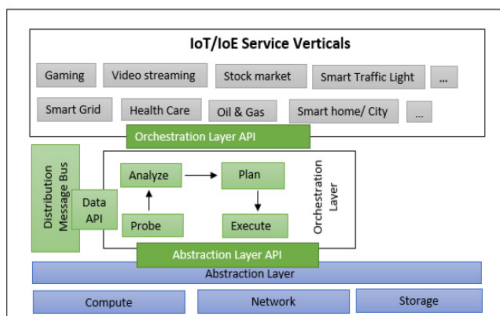 IoT/IoE Service Verticals
Gaming
Video streaming
Stock market
Smart Traffic Light
...
Smart Grid
Health Care
Oil & Gas
Smart home/ City
...
Orchestration Layer API
Distribution
Message Bus
Data
API
Analyze
Plan
Probe
Execute
Orchestration
Layer
Abstraction Layer API
Abstraction Layer
Compute
Network
Storage